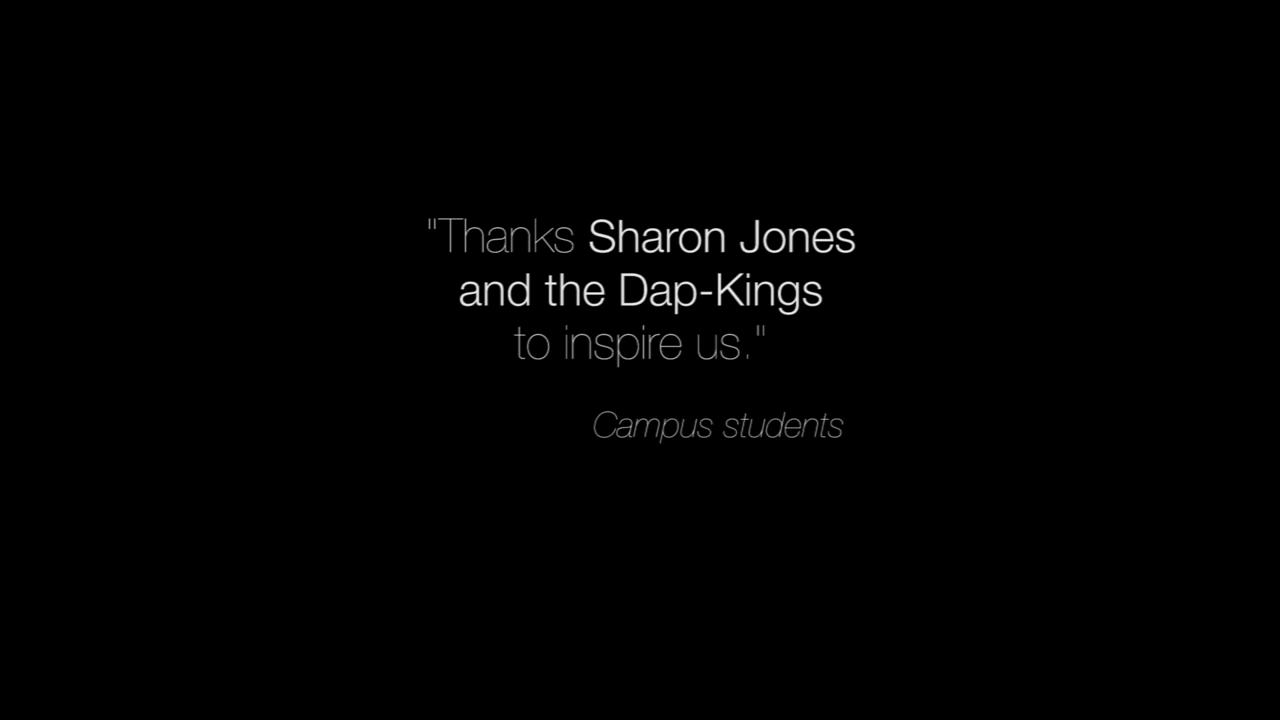 "Thanks Sharon Jones
and the Dap-Kings
to inspire us."
Campus students